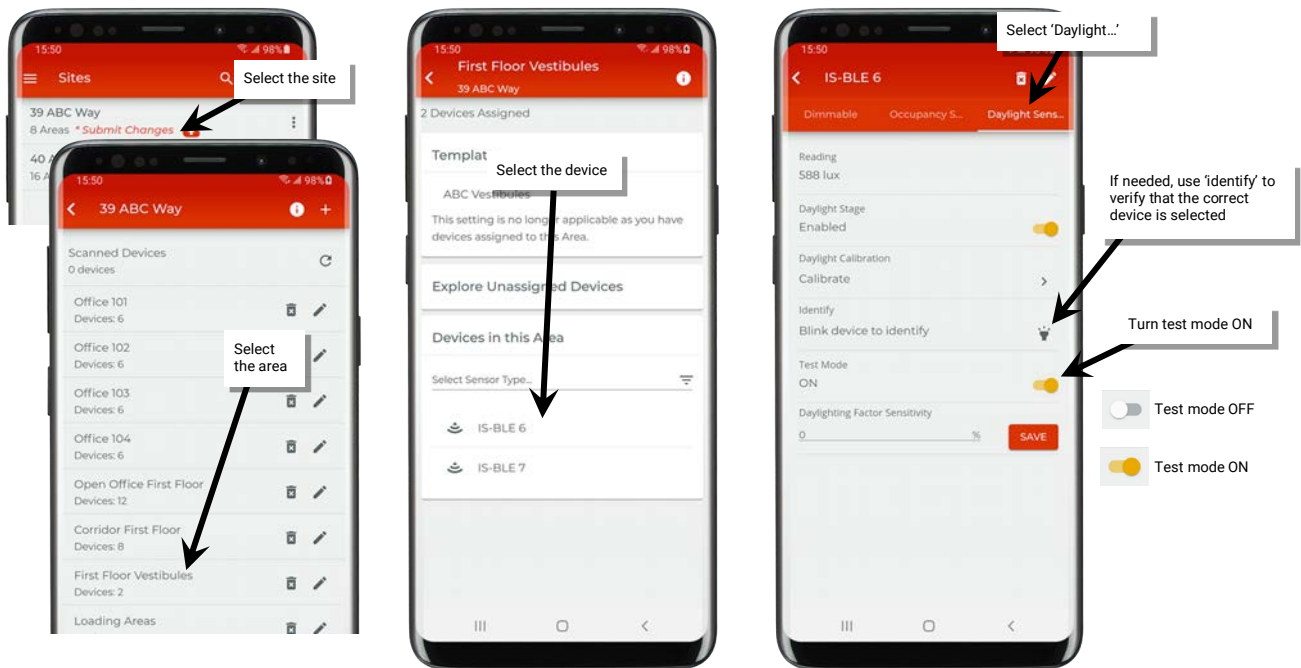 15:50
98%
Sites
Select the site
39 ABC Way
8 Areas * Submit Changes
40
16
15:50
98%
39 ABC Way
Scanned Devices
0 devices
Office 101
Devices: 6
Office 102
Devices: 6
Select
the area
Office 103
Devices: 6
Office 104
Devices: 6
Open Office First Floor
Devices: 12
Corridor First Floor
Devices: 8
First Floor Vestibules
Devices: 2
Loading Areas
15:50
98%
First Floor Vestibules
39 ABC Way
2 Devices Assigned
Templat
Select the device
ABC Vestibules
This setting is no longer applicable as you have
devices assigned to this Area.
Explore Unassigned Devices
Devices in this Area
Select Sensor Type...
IS-BLE 6
IS-BLE 7
Select ‘Daylight...’
15:50
98%
IS-BLE 6
Dimmable Occupancy S... Daylight Sens...
Reading
588 lux
Daylight Stage
Enabled
Daylight Calibration
Calibrate
Identify
Blink device to identify
Test Mode
ON
Daylighting Factor Sensitivity
0 % SAVE
If needed, use ‘identify’ to
verify that the correct
device is selected
Turn test mode ON
Test mode OFF
Test mode ON